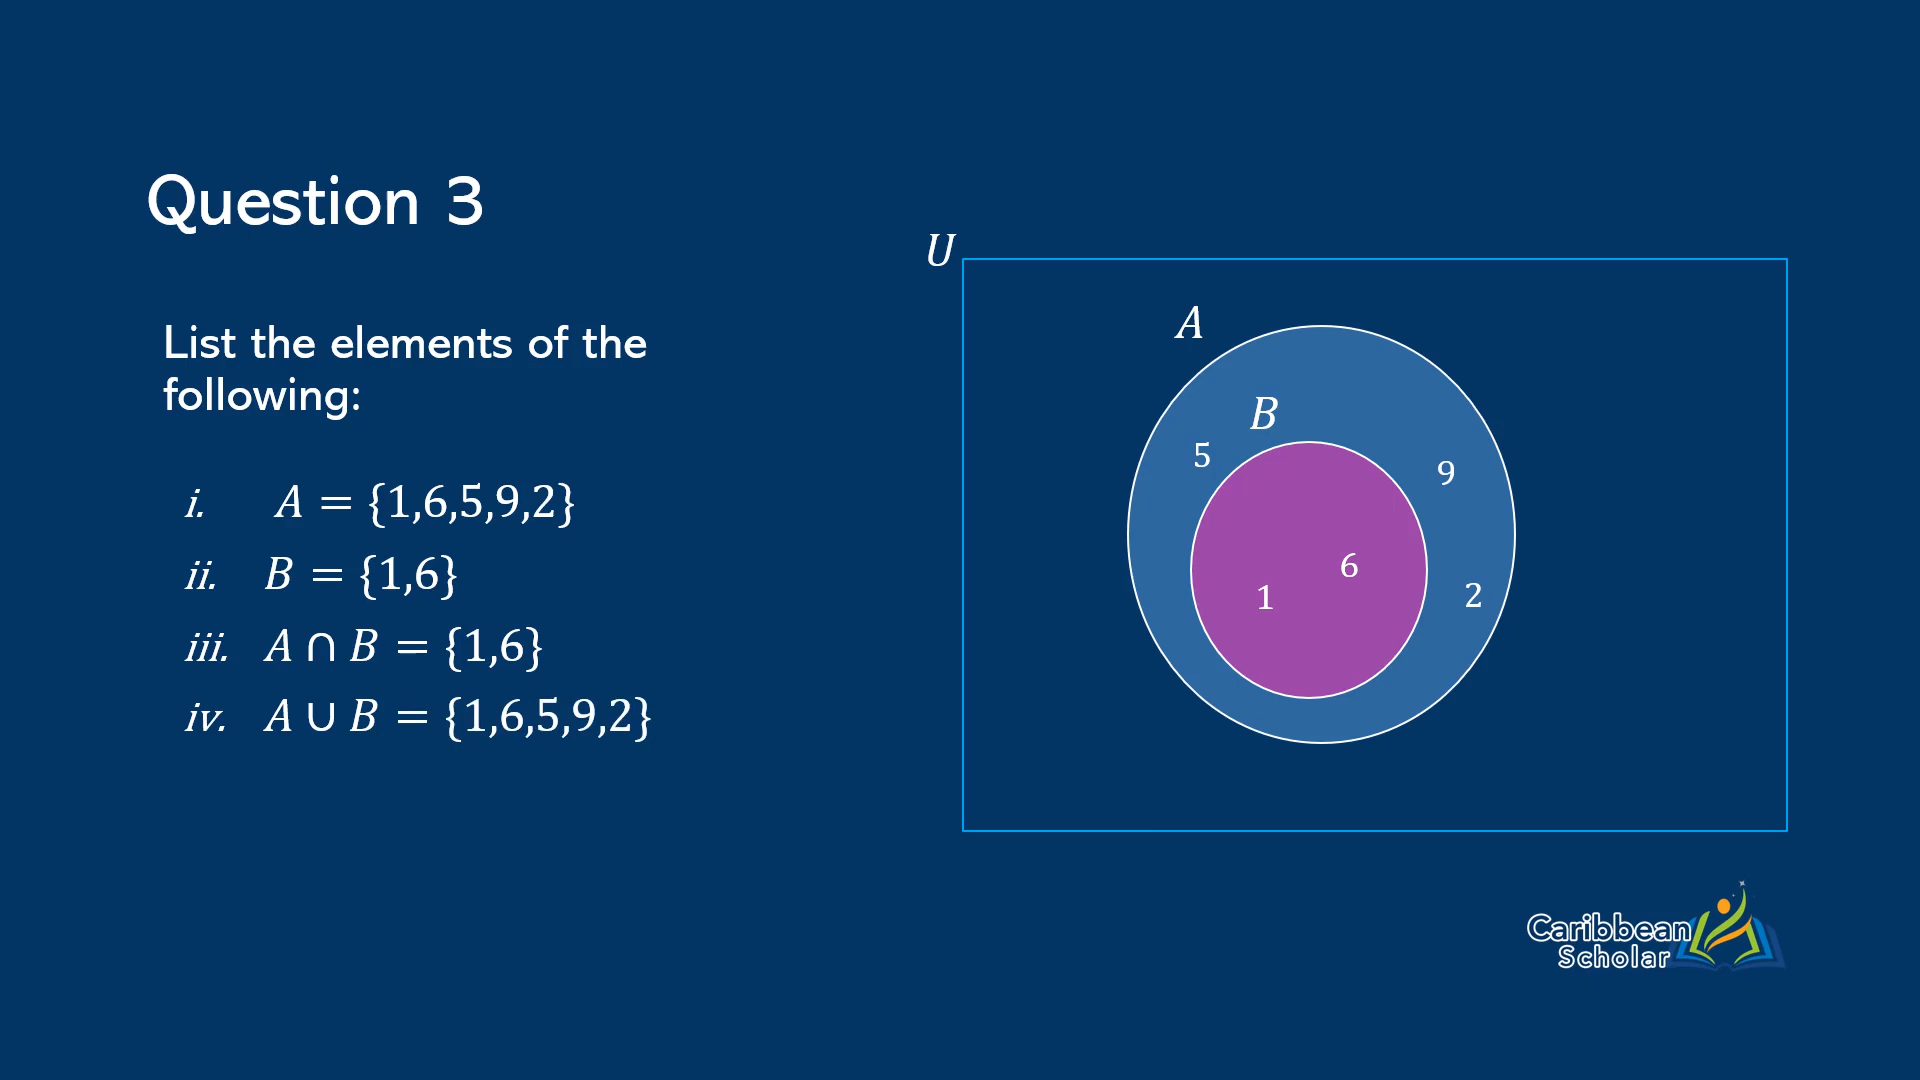 Question 3
List the elements of the
following:
i. A = {1,6,5,9,2}
ii. B = {1,6}
iii. A ∩ B = {1,6}
iv. A ∪ B = {1,6,5,9,2}
U
A
B
5
9
6
1
2
Caribbean
Scholar